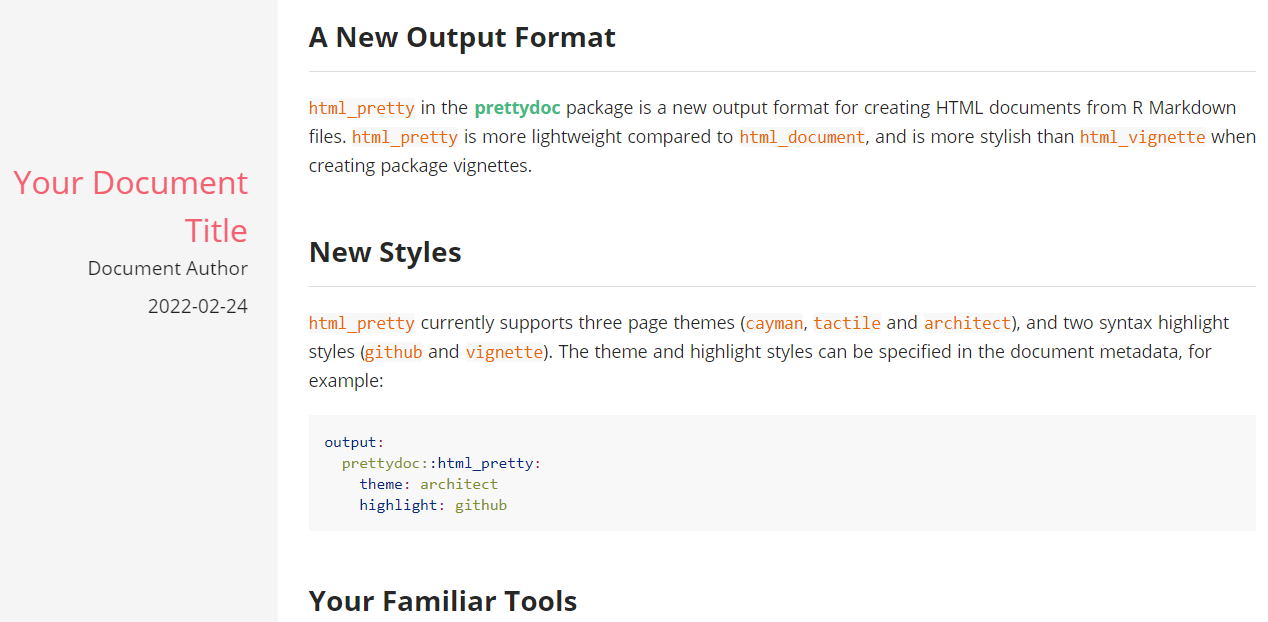 Your Document
Title
Document Author
2022-02-24
A New Output Format
html_pretty in the prettydoc package is a new output format for creating HTML documents from R Markdown
files. html_pretty is more lightweight compared to html_document, and is more stylish than html_vignette when
creating package vignettes.
New Styles
html_pretty currently supports three page themes (cayman, tactile and architect), and two syntax highlight
styles (github and vignette). The theme and highlight styles can be specified in the document metadata, for
example:
output:
  prettydoc::html_pretty:
    theme: architect
    highlight: github
Your Familiar Tools